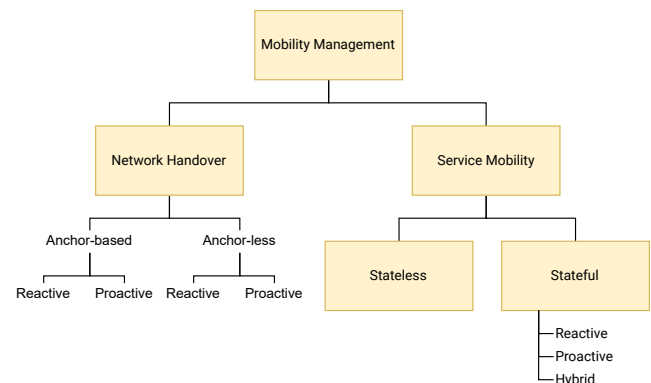 Mobility Management
Network Handover
Service Mobility
Anchor-based
Anchor-less
Stateless
Stateful
Reactive
Proactive
Reactive
Proactive
Reactive
Proactive
Hybrid